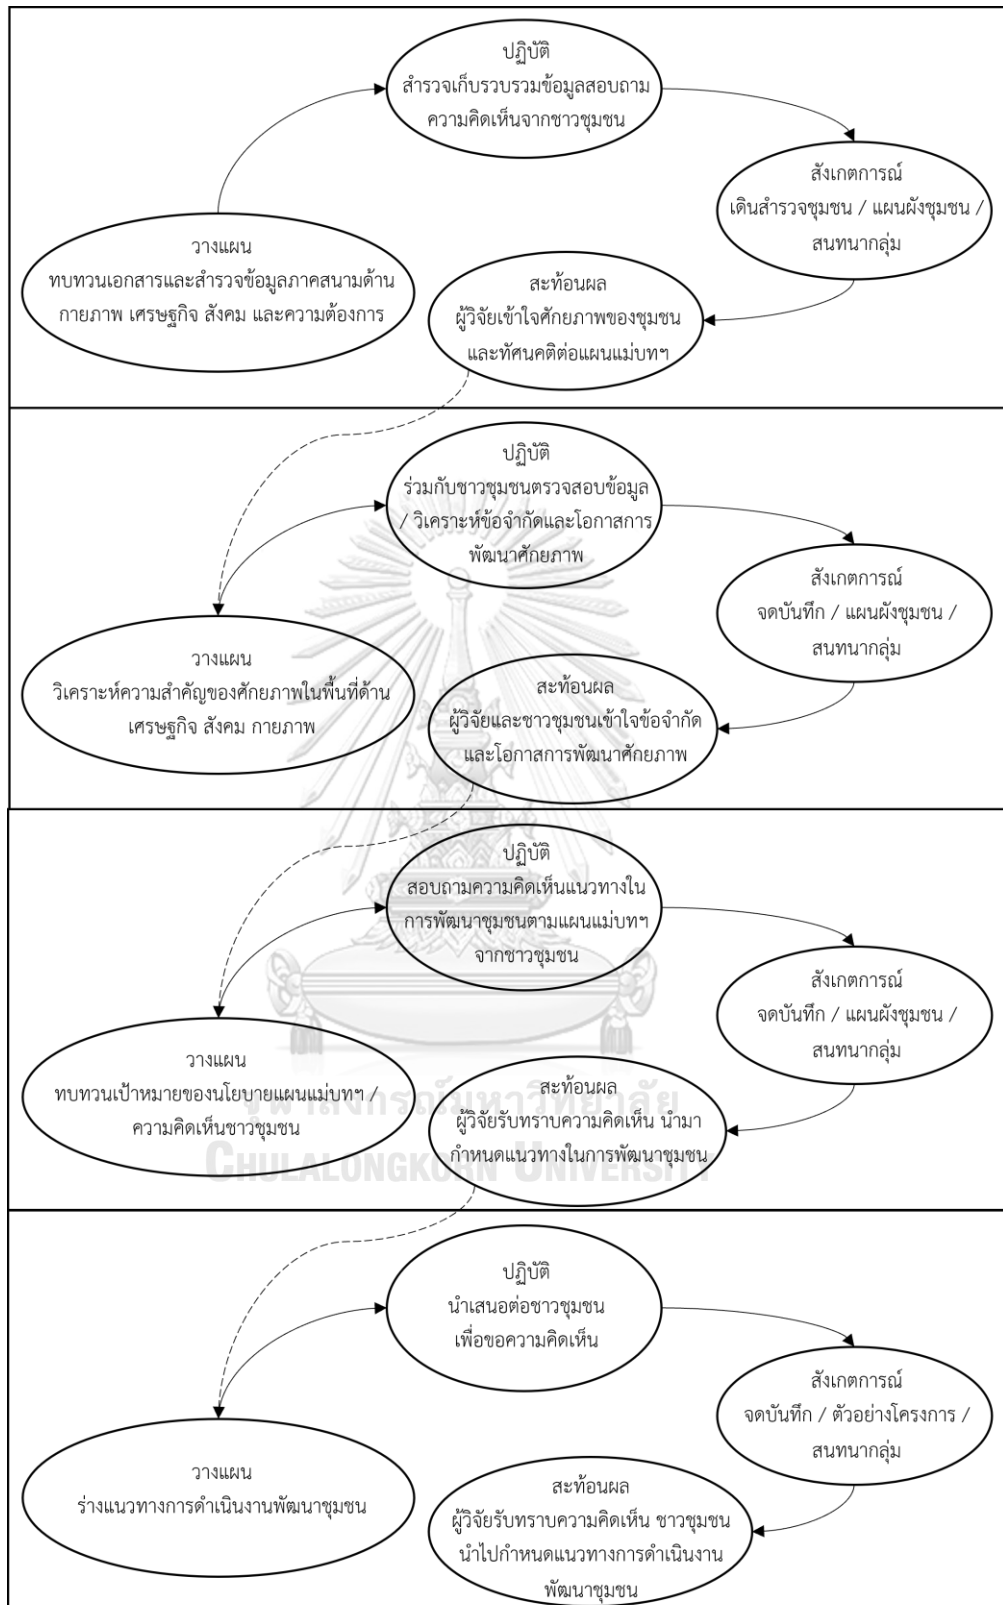 ปฏิบัติ
สำรวจเก็บรวบรวมข้อมูลสอบถาม
ความคิดเห็นจากชาวชุมชน
สังเกตการณ์
เดินสำรวจชุมชน / แผนผังชุมชน /
สนทนากลุ่ม
วางแผน
ทบทวนเอกสารและสำรวจข้อมูลภาคสนามด้าน
กายภาพ เศรษฐกิจ สังคม และความต้องการ
สะท้อนผล
ผู้วิจัยเข้าใจศักยภาพของชุมชน
และทัศนคติต่อแผนแม่บทฯ
ปฏิบัติ
ร่วมกับชาวชุมชนตรวจสอบข้อมูล
/ วิเคราะห์ข้อจำกัดและโอกาสการ
พัฒนาศักยภาพ
สังเกตการณ์
จดบันทึก / แผนผังชุมชน /
สนทนากลุ่ม
วางแผน
วิเคราะห์ความสำคัญของศักยภาพในพื้นที่ด้าน
เศรษฐกิจ สังคม กายภาพ
สะท้อนผล
ผู้วิจัยและชาวชุมชนเข้าใจข้อจำกัด
และโอกาสการพัฒนาศักยภาพ
ปฏิบัติ
สอบถามความคิดเห็นแนวทางใน
การพัฒนาชุมชนตามแผนแม่บทฯ
จากชาวชุมชน
สังเกตการณ์
จดบันทึก / แผนผังชุมชน /
สนทนากลุ่ม
วางแผน
ทบทวนเป้าหมายของนโยบายแผนแม่บทฯ /
ความคิดเห็นชาวชุมชน
สะท้อนผล
ผู้วิจัยรับทราบความคิดเห็น นำมา
กำหนดแนวทางในการพัฒนาชุมชน
จุฬาลงกรณ์มหาวิทยาลัย
CHULALONGKORN UNIVERSITY
ปฏิบัติ
นำเสนอต่อชาวชุมชน
เพื่อขอความคิดเห็น
สังเกตการณ์
จดบันทึก / ตัวอย่างโครงการ /
สนทนากลุ่ม
วางแผน
ร่างแนวทางการดำเนินงานพัฒนาชุมชน
สะท้อนผล
ผู้วิจัยรับทราบความคิดเห็น ชาวชุมชน
นำไปกำหนดแนวทางการดำเนินงาน
พัฒนาชุมชน